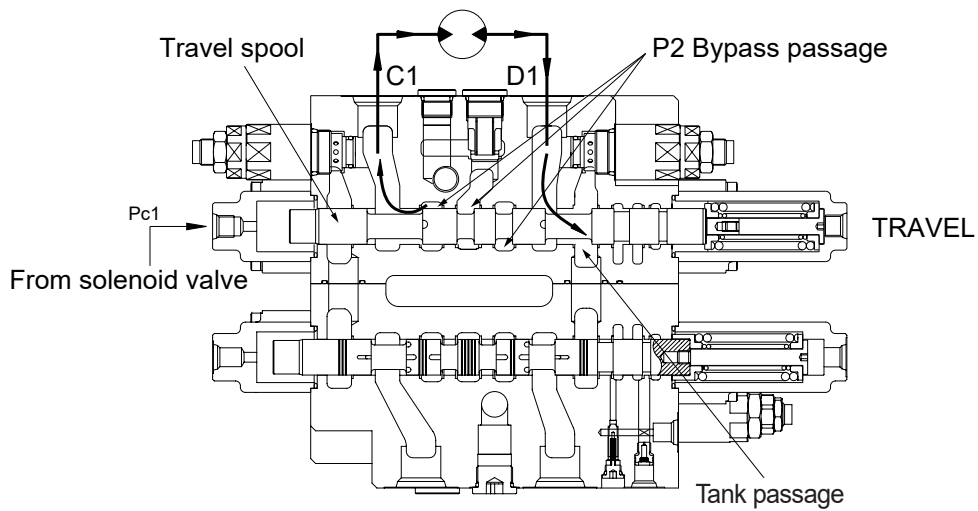 Travel spool
C1
D1
P2 Bypass passage
Pc1
TRAVEL
From solenoid valve
Tank passage